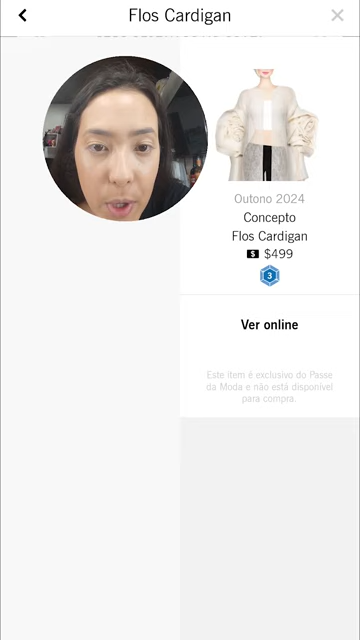 Flos Cardigan
Outono 2024
Concepto
Flos Cardigan
$ $499
3
Ver online
Este item é exclusivo do Passe
da Moda e não está disponível
para compra.